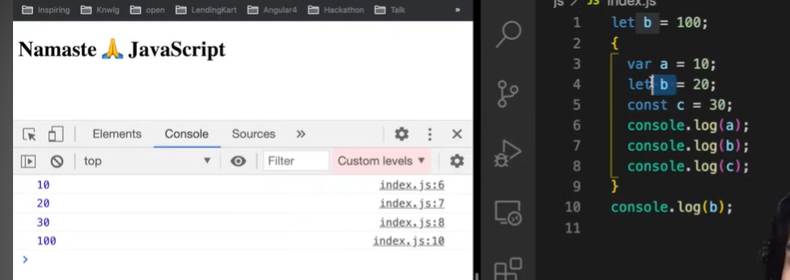 Inspiring Knwlg open LendingKart Angular4 Hackathon Talk »
Namaste 🙏 JavaScript
Elements Console Sources »
top Filter Custom levels
10 index.js:6
20 index.js:7
30 index.js:8
100 index.js:10
js > JS index.js
1 let b = 100;
2 {
3 var a = 10;
4 let b = 20;
5 const c = 30;
6 console.log(a);
7 console.log(b);
8 console.log(c);
9 }
10 console.log(b);
11